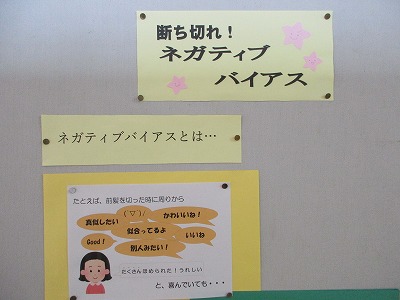 断ち切れ！
ネガティブ
バイアス
ネガティブバイアスとは…
たとえば、前髪を切った時に周りから
＼(▽)/
かわいいね！
真似したい
似合ってるよ
いいね
Good！
別人みたい！
たくさん褒められた！うれしい
と、喜んでいても・・・